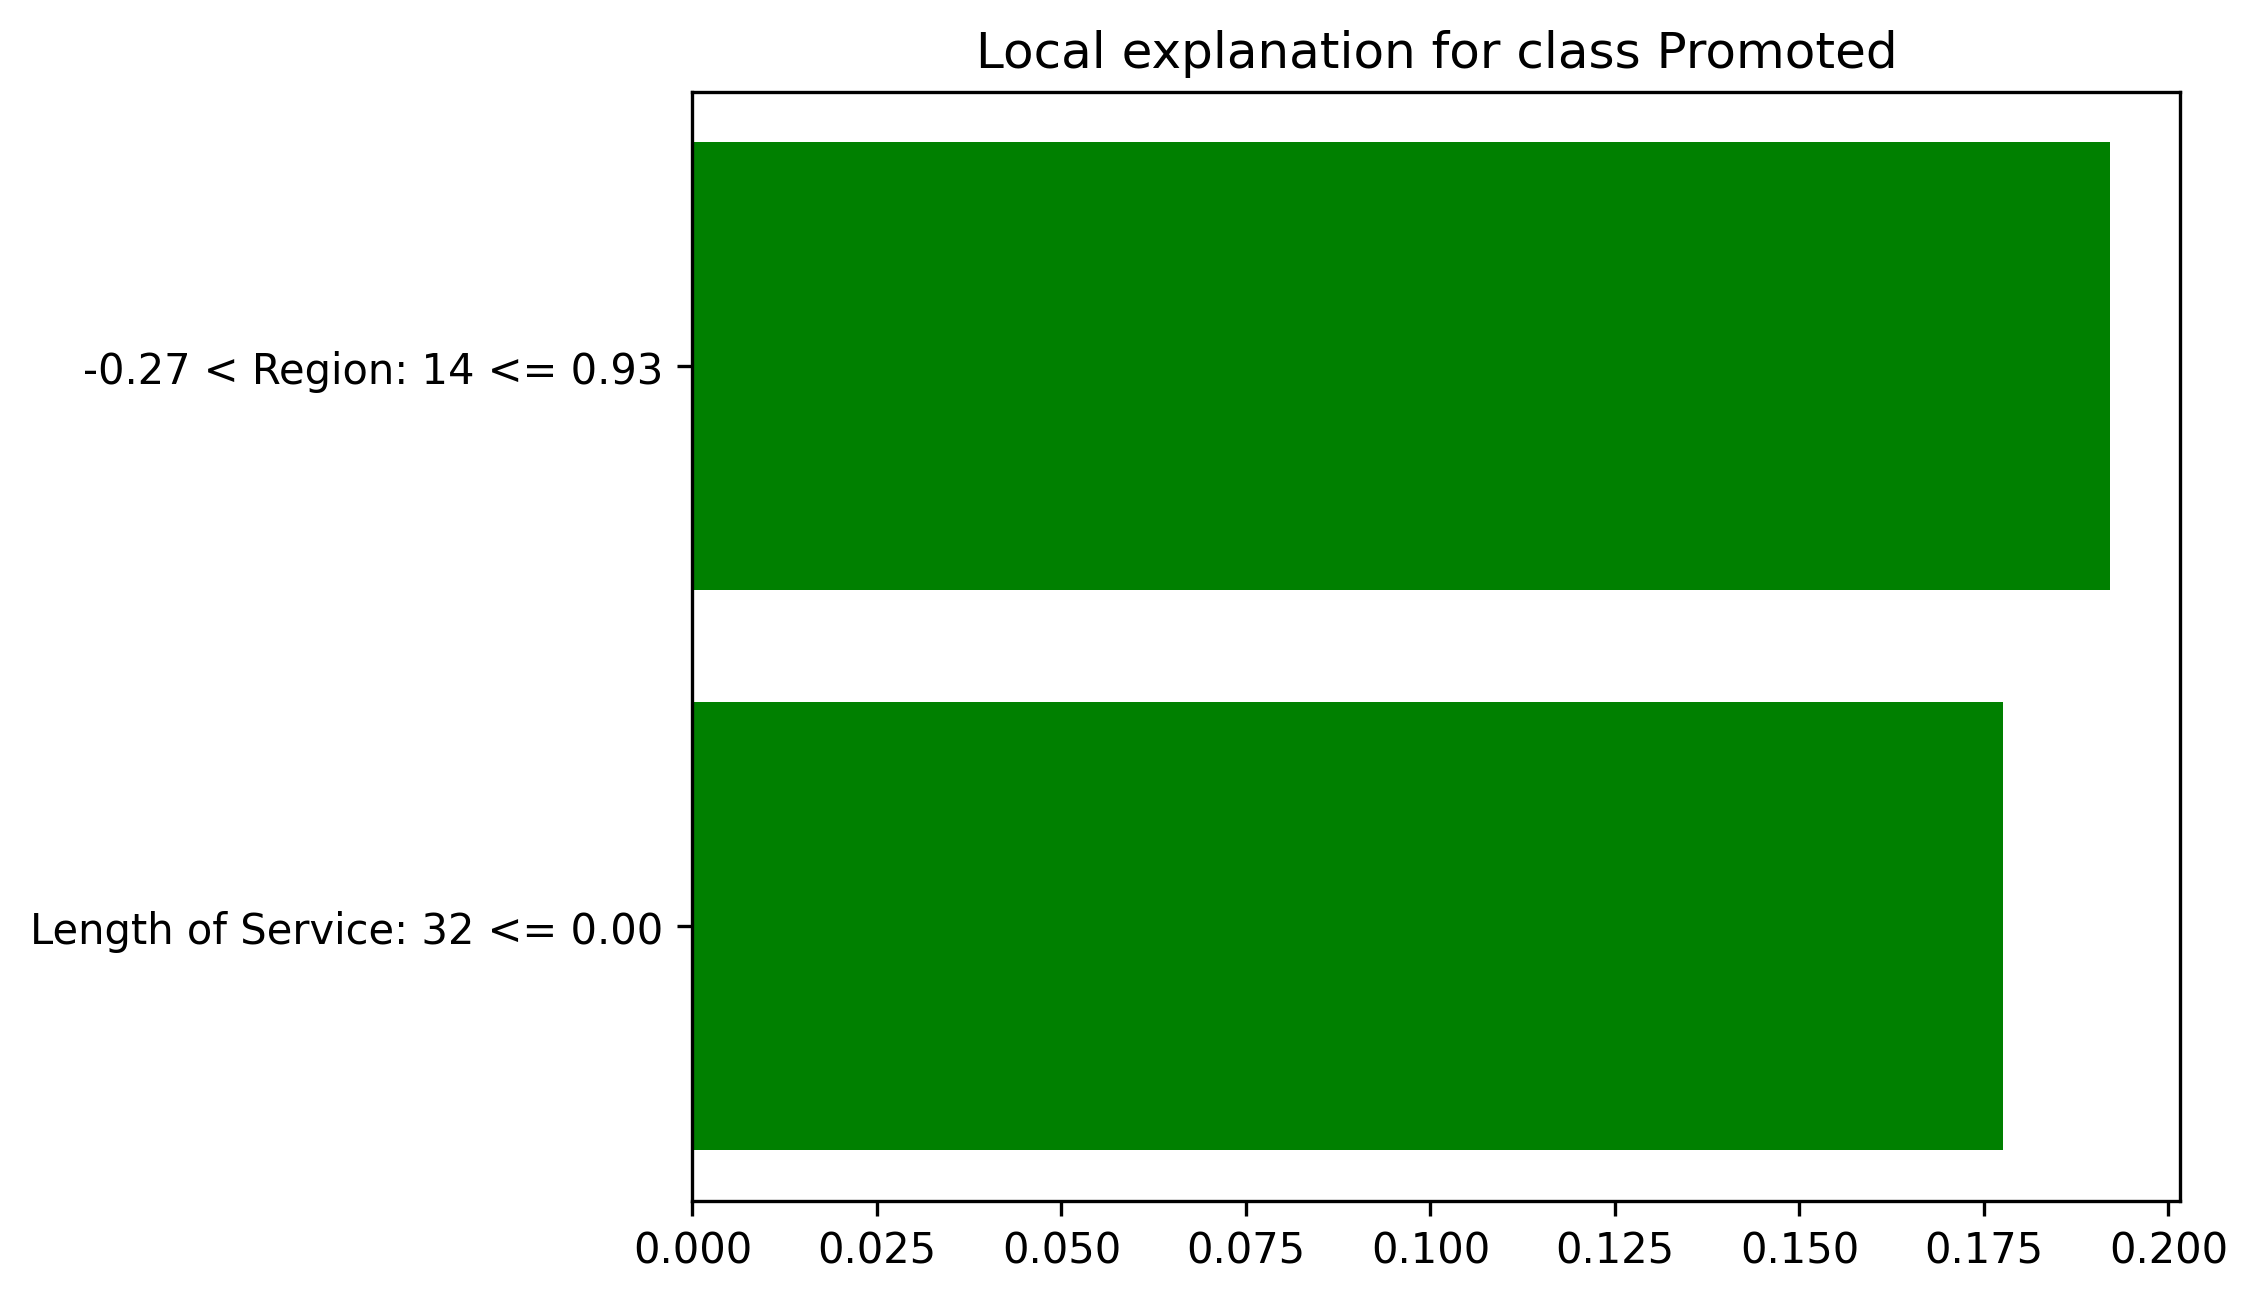 Local explanation for class Promoted
-0.27 < Region: 14 <= 0.93
Length of Service: 32 <= 0.00
0.000 0.025 0.050 0.075 0.100 0.125 0.150 0.175 0.200